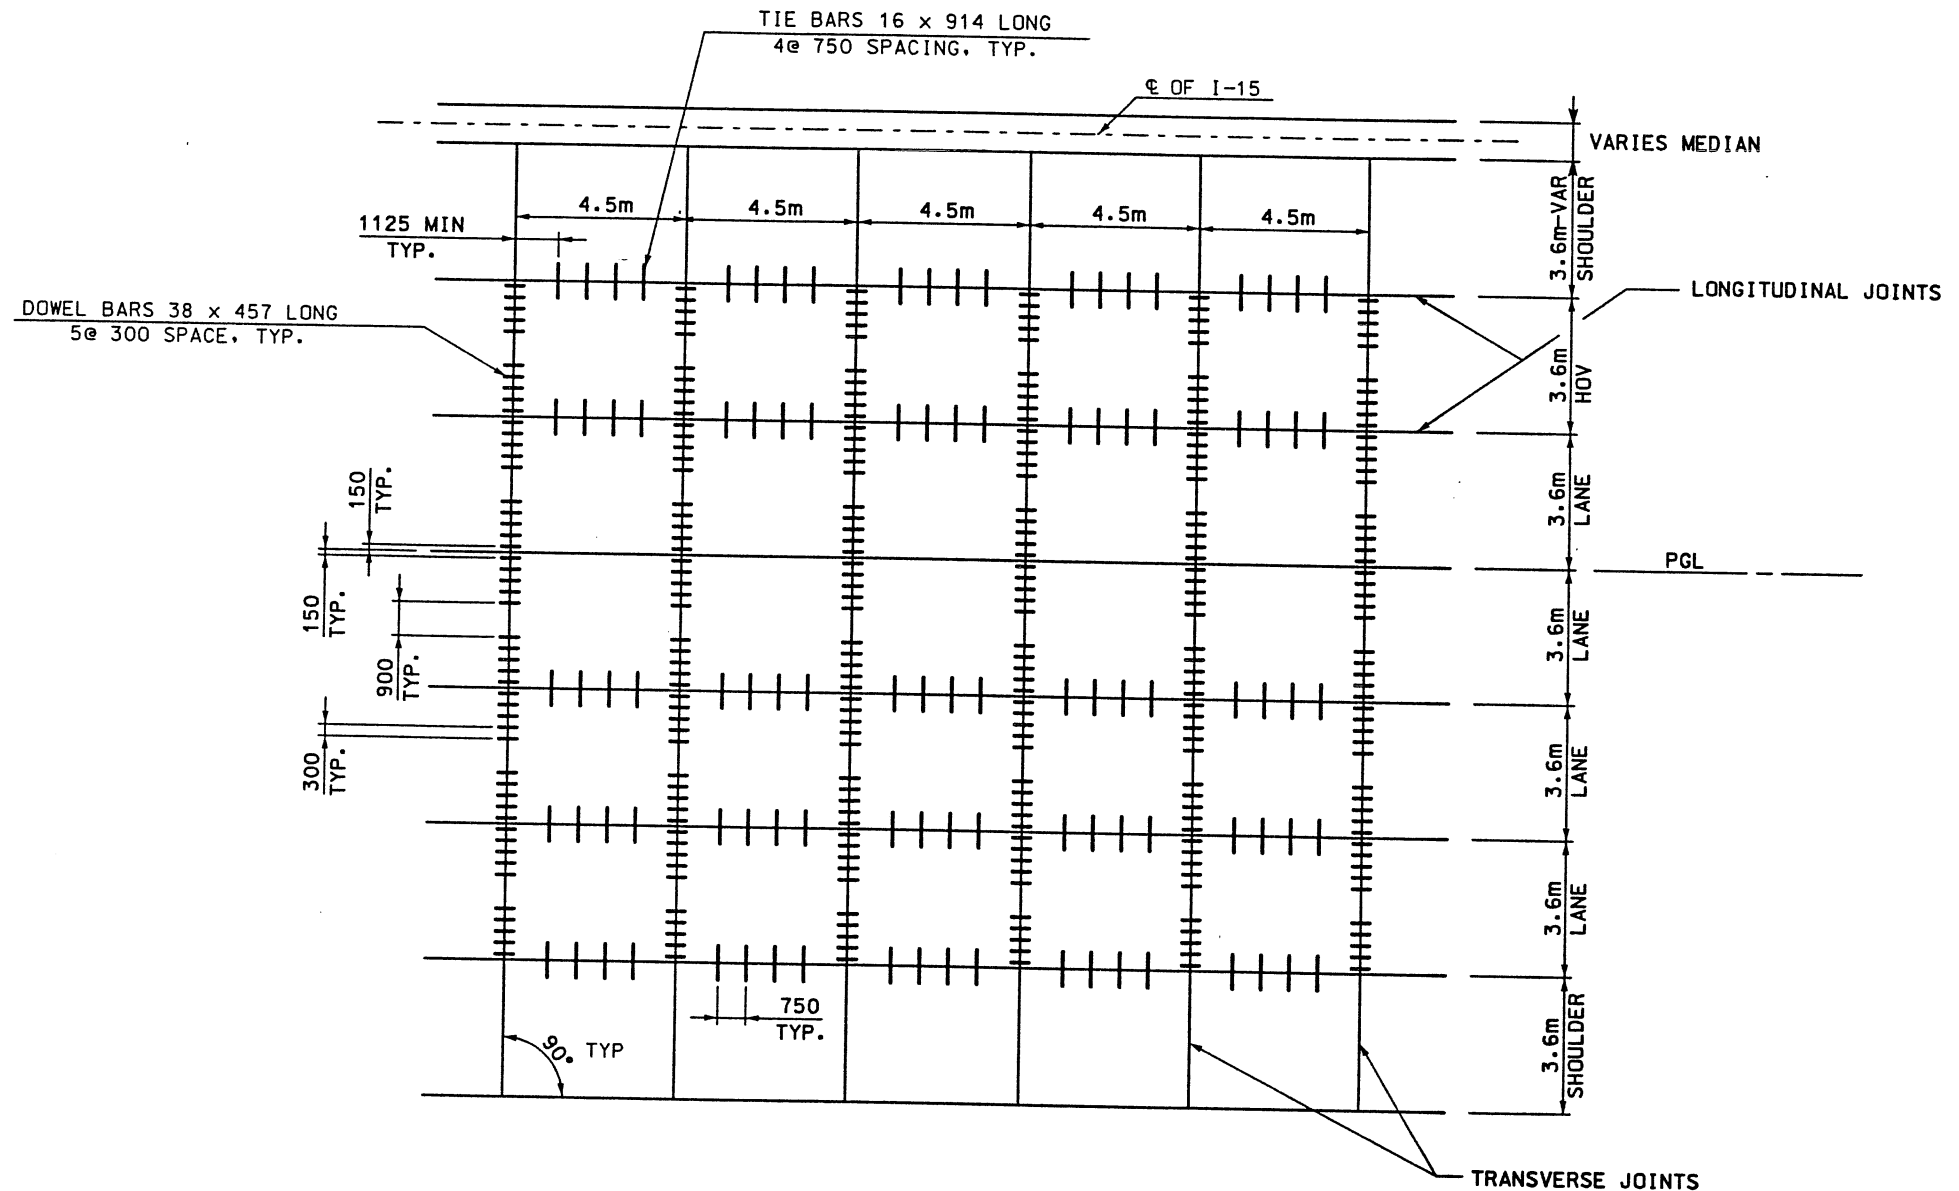 TIE BARS 16 x 914 LONG
4@ 750 SPACING, TYP.
℄ OF I-15
VARIES MEDIAN
4.5m
4.5m
4.5m
4.5m
4.5m
1125 MIN
TYP.
3.6m-VAR
SHOULDER
LONGITUDINAL JOINTS
DOWEL BARS 38 x 457 LONG
5@ 300 SPACE, TYP.
3.6m
HOV
150
TYP.
3.6m
LANE
PGL
150
TYP.
900
TYP.
3.6m
LANE
300
TYP.
3.6m
LANE
3.6m
LANE
750
TYP.
90° TYP
3.6m
SHOULDER
TRANSVERSE JOINTS